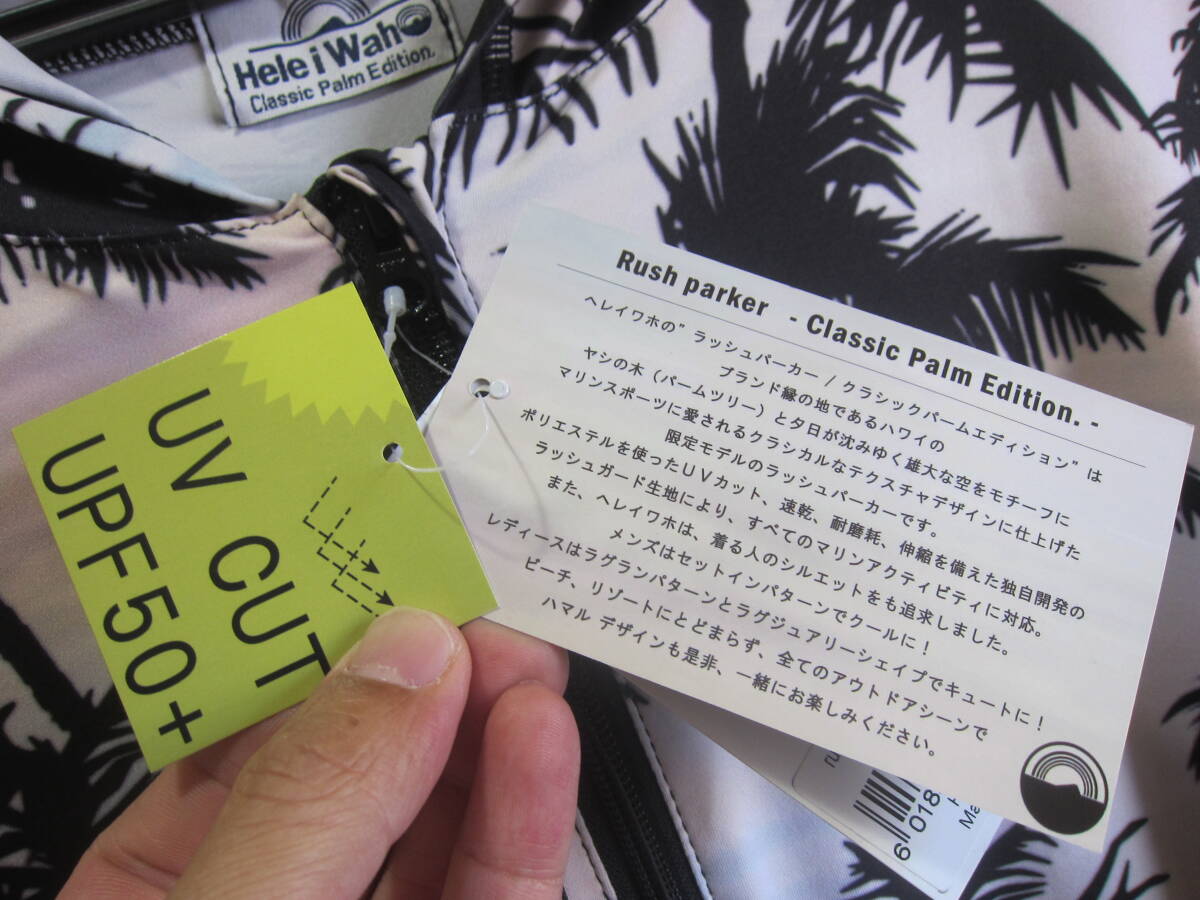 Hele i Waho
Classic Palm Edition.
UV CUT
UPF50+
Rush parker - Classic Palm Edition. -
ヘレイワホの”ラッシュパーカー / クラシックパームエディション”は
ブランド縁の地であるハワイの
ヤシの木（パームツリー）と夕日が沈みゆく雄大な空をモチーフに
マリンスポーツに愛されるクラシカルなテクスチャデザインに仕上げた
限定モデルのラッシュパーカーです。
ポリエステルを使ったUVカット、速乾、耐磨耗、伸縮を備えた独自開発の
ラッシュガード生地により、すべてのマリンアクティビティに対応。
また、ヘレイワホは、着る人のシルエットをも追求しました。
メンズはセットインパターンでクールに！
レディースはラグランパターンとラグジュアリーシェイプでキュートに！
ビーチ、リゾートにとどまらず、全てのアウトドアシーンで
ハマル デザインも是非、一緒にお楽しみください。
6 018
Ma